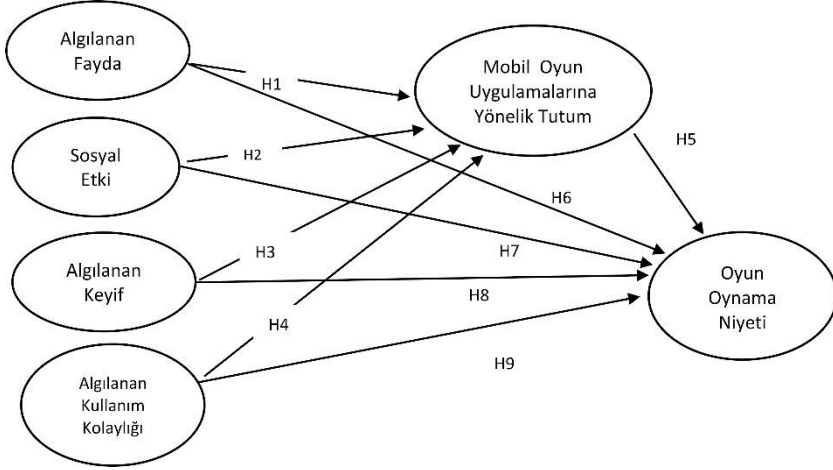 Algılanan
Fayda
Sosyal
Etki
Algılanan
Keyif
Algılanan
Kullanım
Kolaylığı
Mobil Oyun
Uygulamalarına
Yönelik Tutum
Oyun
Oynama
Niyeti
H1
H2
H3
H4
H5
H6
H7
H8
H9